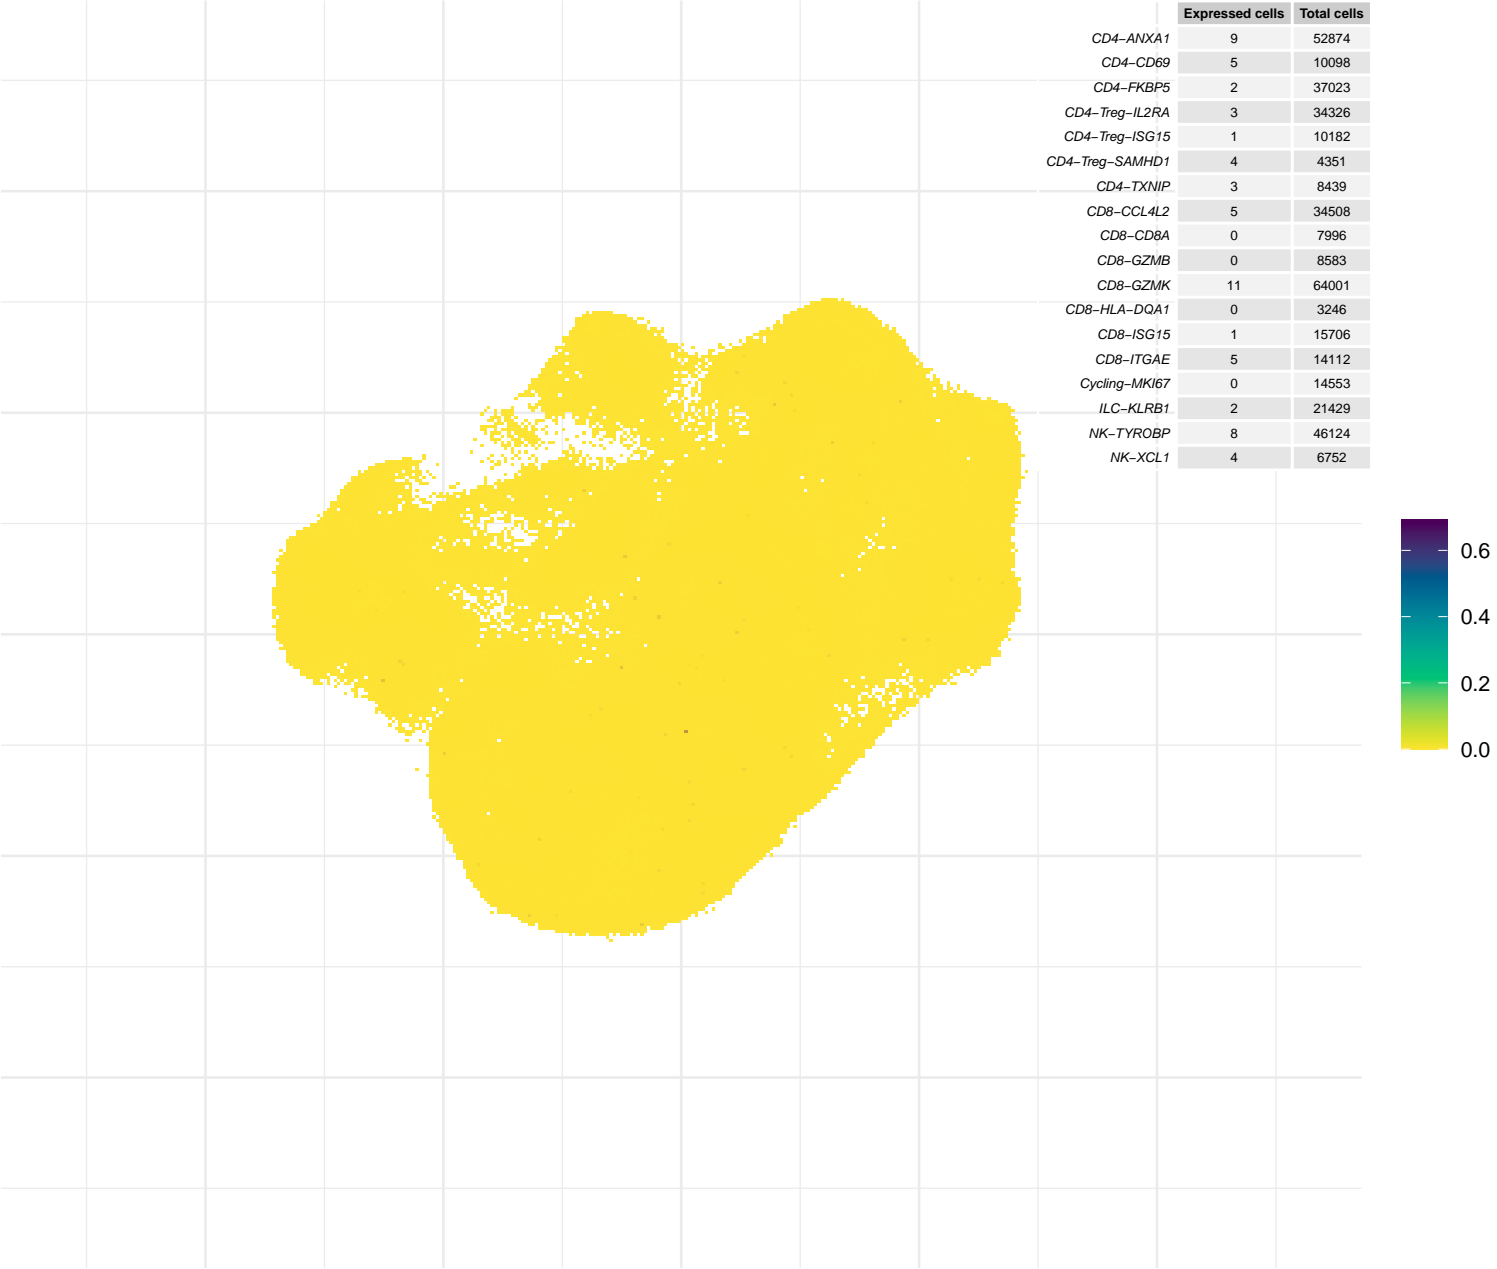 Expressed cells Total cells
CD4−ANXA1 9 52874
CD4−CD69 5 10098
CD4−FKBP5 2 37023
CD4−Treg−IL2RA 3 34326
CD4−Treg−ISG15 1 10182
CD4−Treg−SAMHD1 4 4351
CD4−TXNIP 3 8439
CD8−CCL4L2 5 34508
CD8−CD8A 0 7996
CD8−GZMB 0 8583
CD8−GZMK 11 64001
CD8−HLA−DQA1 0 3246
CD8−ISG15 1 15706
CD8−ITGAE 5 14112
Cycling−MKI67 0 14553
ILC−KLRB1 2 21429
NK−TYROBP 8 46124
NK−XCL1 4 6752
0.6
0.4
0.2
0.0